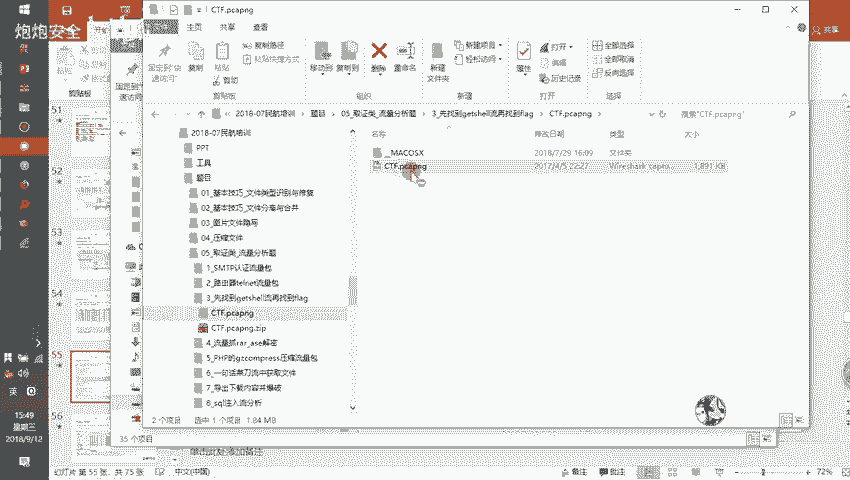 CTF.pcapng
炮炮安全
主页 共享 查看
共享
固定到"快速访问"
复制
粘贴
复制路径
粘贴快捷方式
剪切
移动到
复制到
删除
重命名
新建
文件夹
新建项目
轻松访问
属性
打开
编辑
历史记录
全部选择
全部取消
反向选择
剪贴板
组织
新建
打开
选择
2018-07民航培训 › 题目 › 05_取证类_流量分析题 › 3_先找到getshell流再找到flag › CTF.pcapng
搜索"CTF.pcapng"
名称 修改日期 类型 大小
__MACOSX 2018/7/29 16:09 文件夹
CTF.pcapng 2017/4/5 22:27 Wireshark captu... 1,891 KB
2018-07民航培训
PPT
工具
题目
01_基本技巧_文件类型识别与修复
02_基本技巧_文件分离与合并
03_图片文件隐写
04_压缩文件
05_取证类_流量分析题
1_SMTP认证流量包
2_路由器telnet流量包
3_先找到getshell流再找到flag
CTF.pcapng
CTF.pcapng.zip
4_流量抓rar_ase解密
5_PHP的gzcompress压缩流量包
6_一句话菜刀流中获取文件
7_导出下载内容并爆破
8_sql注入流分析
2 个项目 选中 1 个项目 1.84 MB
35 个项目
剪贴板
51
52
53
54
55
56
英
15:49
星期三
2018/9/12
单击此处添加备注
幻灯片 第 55 张，共 75 张 中文(中国)
备注 批注 72%